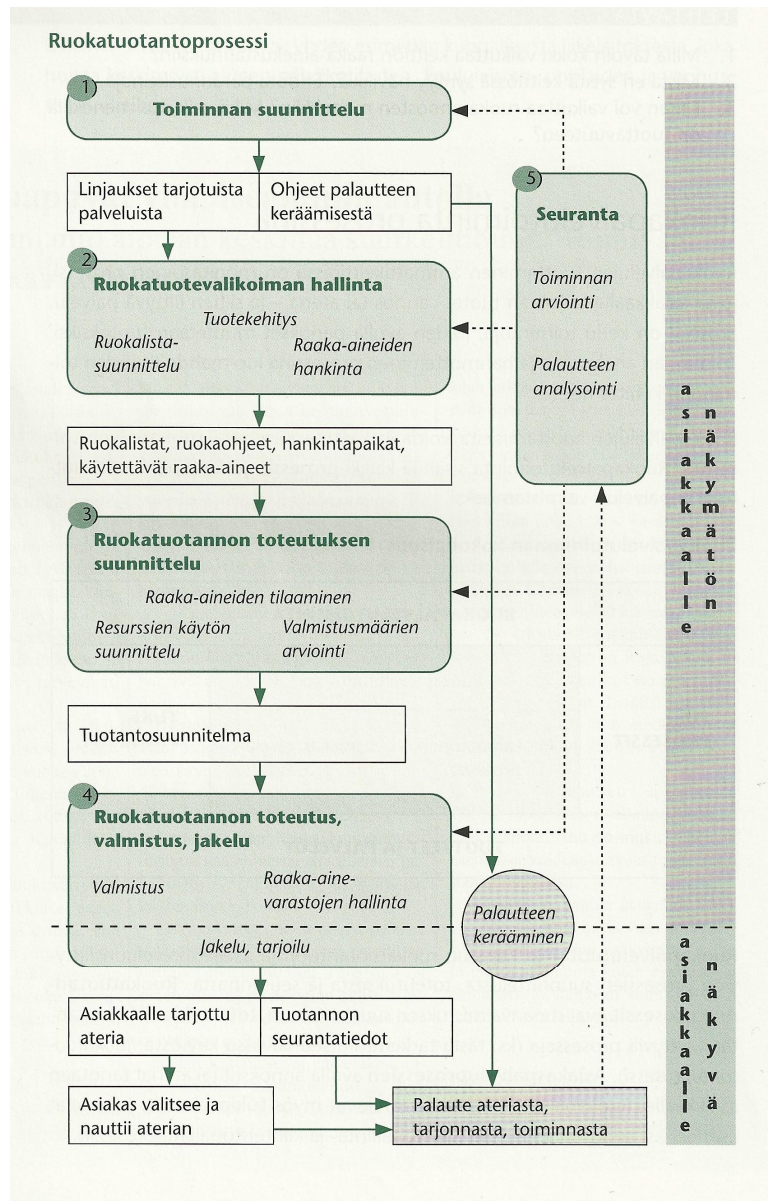 Ruokatuotantoprosessi
1
Toiminnan suunnittelu
Linjaukset tarjotuista
palveluista
Ohjeet palautteen
keräämisestä
5
Seuranta
Toiminnan
arviointi
Palautteen
analysointi
2
Ruokatuotevalikoiman hallinta
Tuotekehitys
Ruokalista-
suunnittelu
Raaka-aineiden
hankinta
Ruokalistat, ruokaohjeet, hankintapaikat,
käytettävät raaka-aineet
3
Ruokatuotannon toteutuksen
suunnittelu
Raaka-aineiden tilaaminen
Resurssien käytön
suunnittelu
Valmistusmäärien
arviointi
Tuotantosuunnitelma
4
Ruokatuotannon toteutus,
valmistus, jakelu
Valmistus
Raaka-aine-
varastojen hallinta
Jakelu, tarjoilu
Palautteen
kerääminen
Asiakkaalle tarjottu
ateria
Tuotannon
seurantatiedot
Asiakas valitsee ja
nauttii aterian
Palaute ateriasta,
tarjonnasta, toiminnasta
asiakkaalle
näkymätön
asiakkaalle
näkyvä